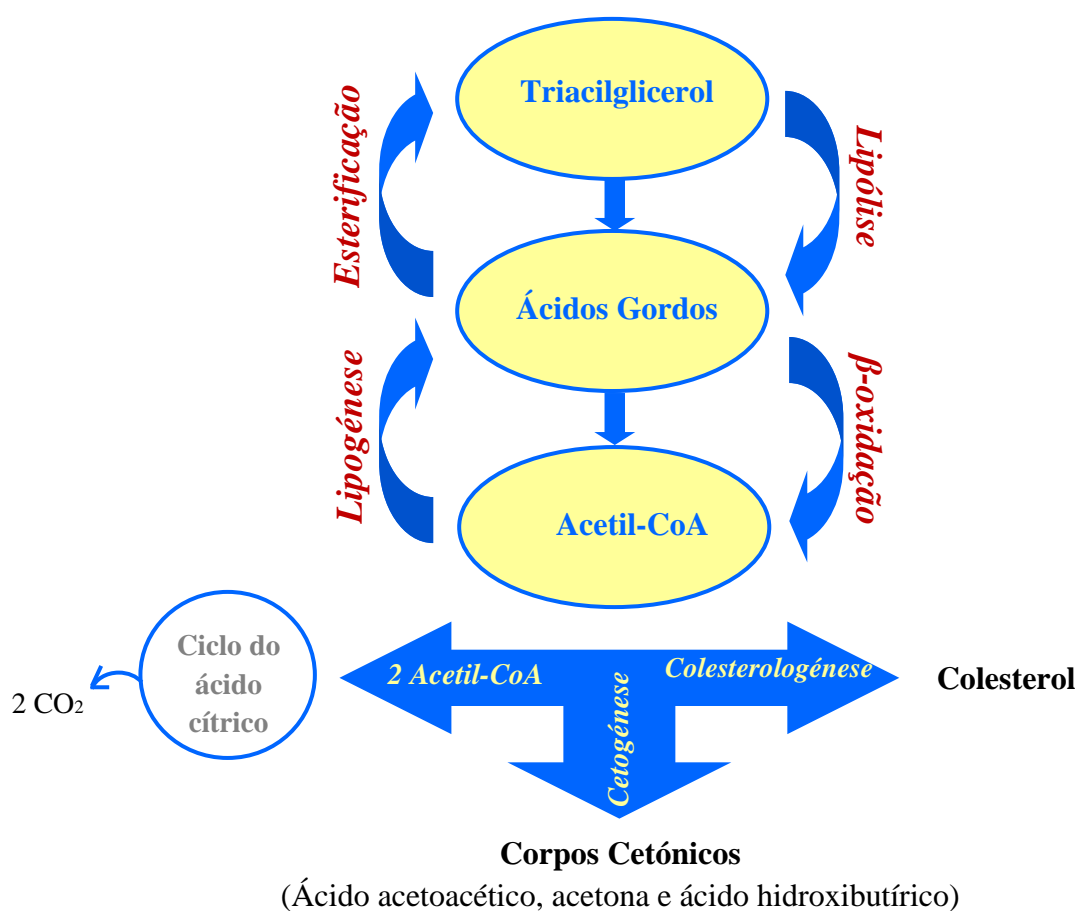 Triacilglicerol
Esterificação
Lipólise
Ácidos Gordos
Lipogénese
β-oxidação
Acetil-CoA
Ciclo do
ácido
cítrico
2 CO2
2 Acetil-CoA
Colesterologénese
Cetogénese
Colesterol
Corpos Cetónicos
(Ácido acetoacético, acetona e ácido hidroxibutírico)